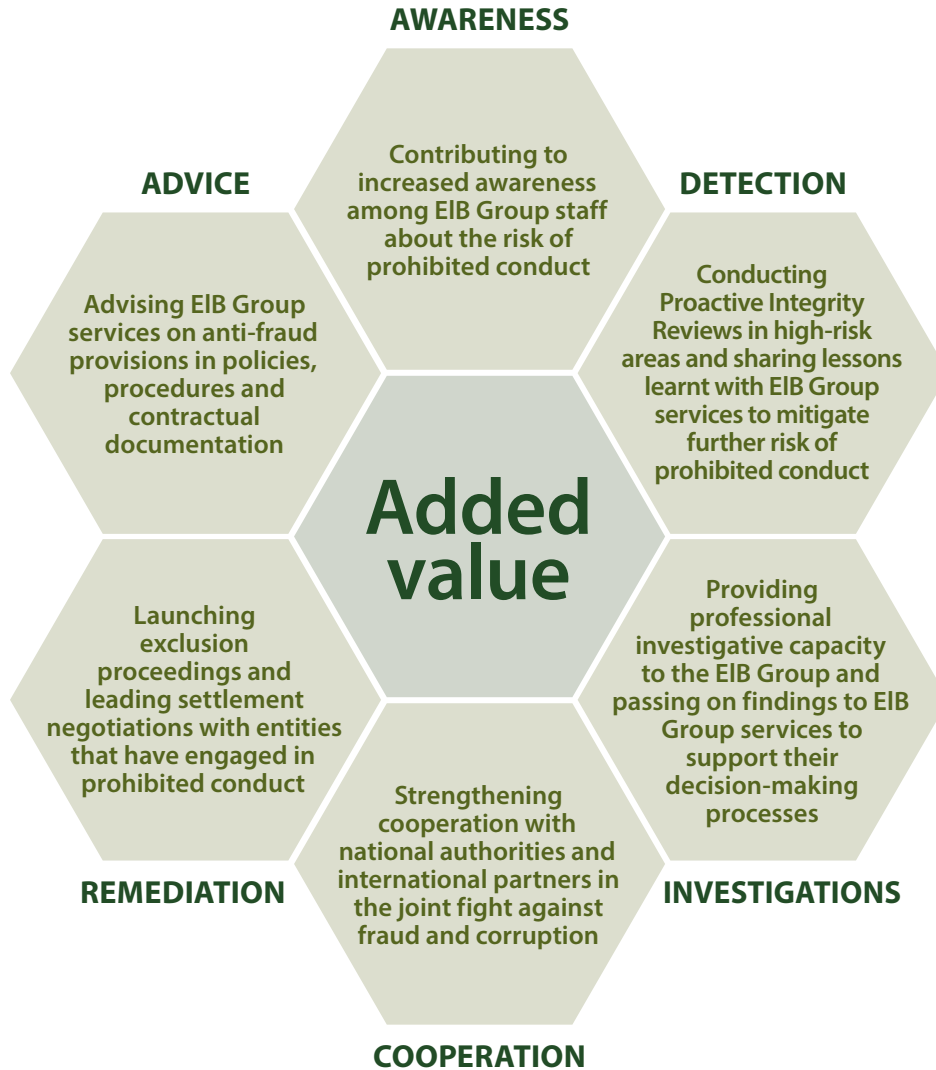 AWARENESS
Contributing to
increased awareness
among EIB Group staff
about the risk of
prohibited conduct
ADVICE
Advising EIB Group
services on anti-fraud
provisions in policies,
procedures and
contractual
documentation
DETECTION
Conducting
Proactive Integrity
Reviews in high-risk
areas and sharing lessons
learnt with EIB Group
services to mitigate
further risk of
prohibited conduct
Added
value
Launching
exclusion
proceedings and
leading settlement
negotiations with entities
that have engaged in
prohibited conduct
REMEDIATION
Providing
professional
investigative capacity
to the EIB Group and
passing on findings to EIB
Group services to
support their
decision-making
processes
INVESTIGATIONS
Strengthening
cooperation with
national authorities and
international partners in
the joint fight against
fraud and corruption
COOPERATION